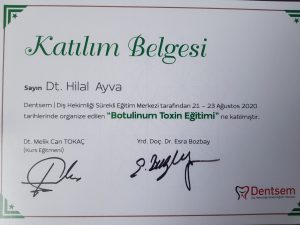 Katılım Belgesi
Sayın Dt. Hilal Ayva
Dentsem | Diş Hekimliği Sürekli Eğitim Merkezi tarafından 21 – 23 Ağustos 2020
tarihlerinde organize edilen "Botulinum Toxin Eğitimi" ne katılmıştır.
Dt. Melik Can TOKAÇ
(Kurs Eğitmeni)
Yrd. Doç. Dr. Esra Bozbay
Dentsem